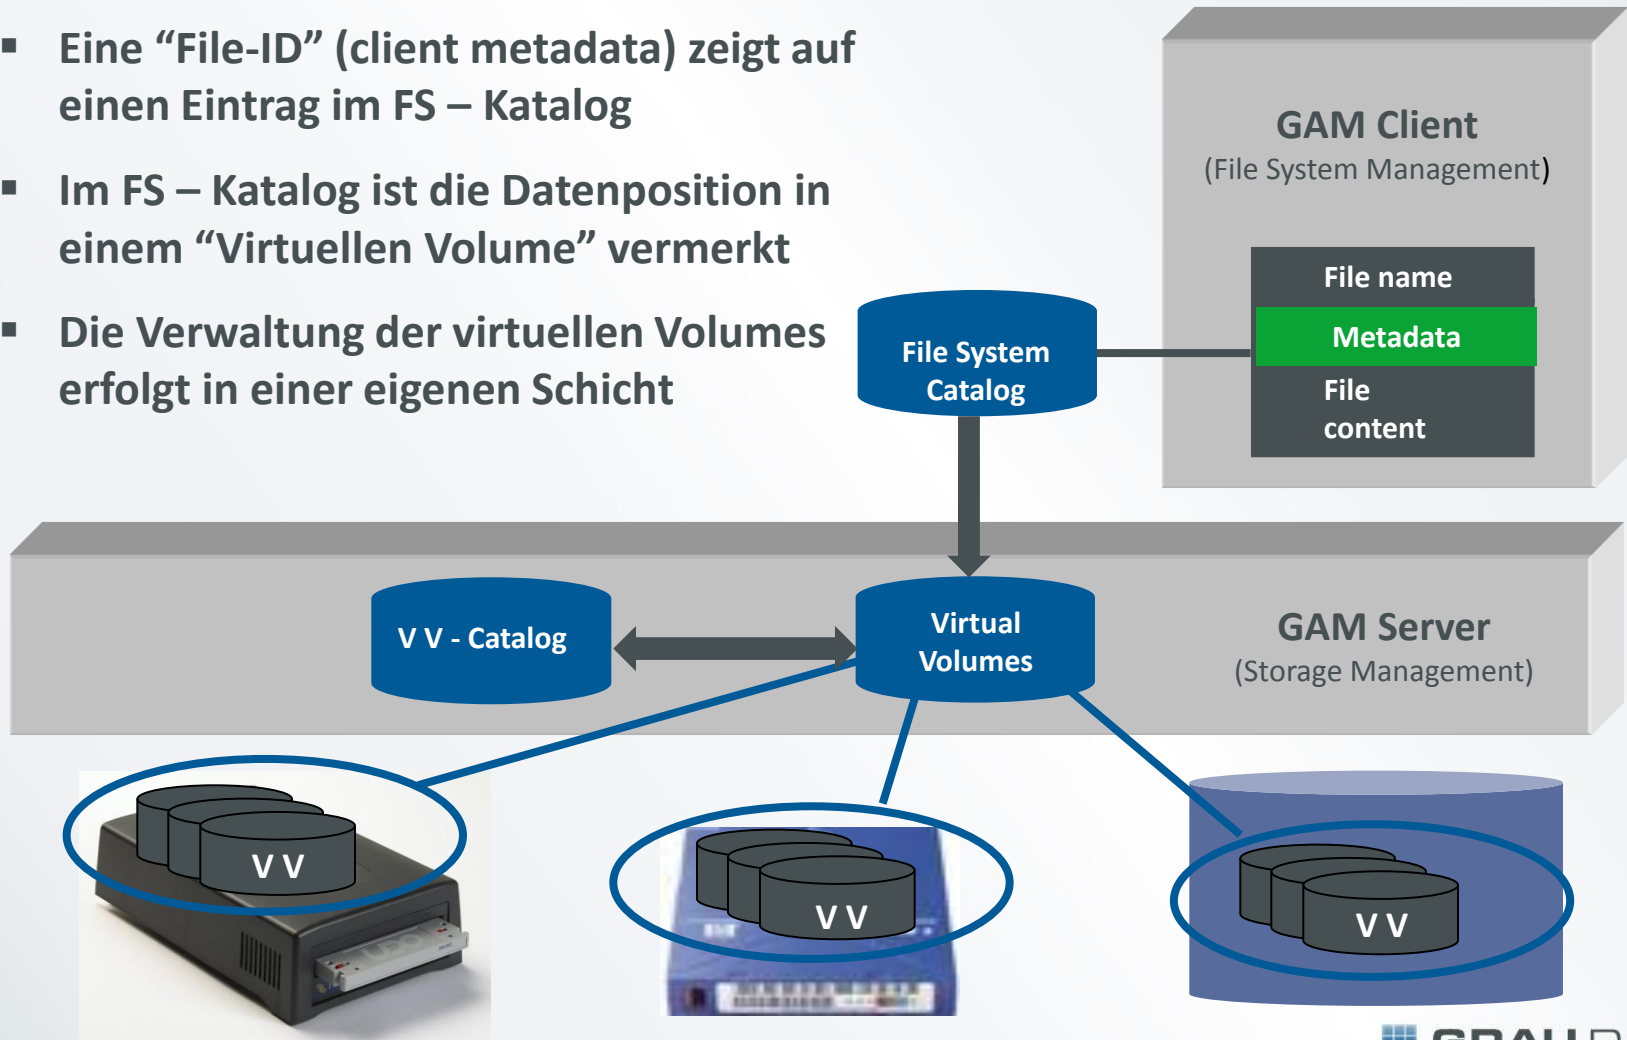 Eine “File-ID” (client metadata) zeigt auf
einen Eintrag im FS – Katalog
Im FS – Katalog ist die Datenposition in
einem “Virtuellen Volume” vermerkt
Die Verwaltung der virtuellen Volumes
erfolgt in einer eigenen Schicht
GAM Client
(File System Management)
File name
Metadata
File
content
File System
Catalog
V V - Catalog
Virtual
Volumes
GAM Server
(Storage Management)
V V
V V
V V
UDO